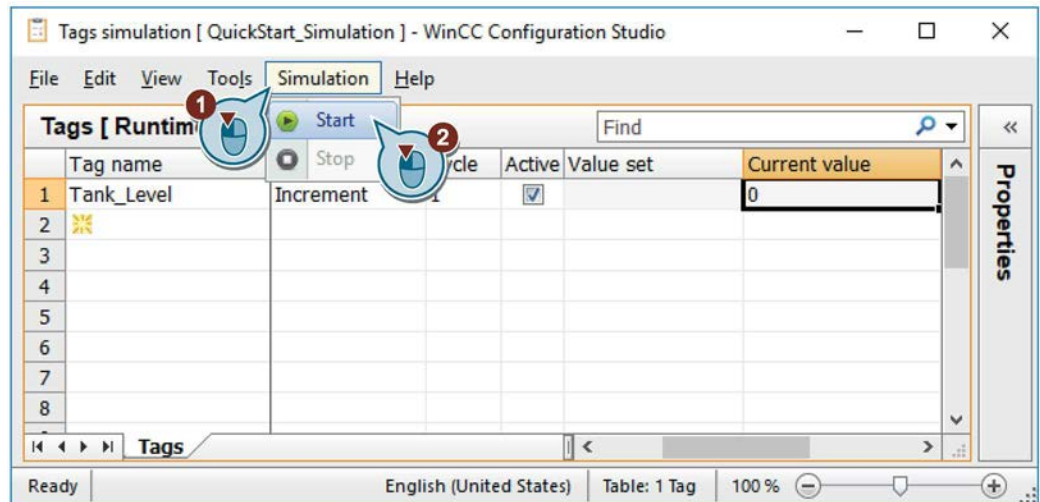 Tags simulation [ QuickStart_Simulation ] - WinCC Configuration Studio
File Edit View Tools Simulation Help
Tags [ Runtim
1
Start
2
Find
Stop
Tag name
ycle Active Value set Current value
1 Tank_Level Increment 1 0
2
3
4
5
6
7
8
Tags
Properties
Ready English (United States) Table: 1 Tag 100 %